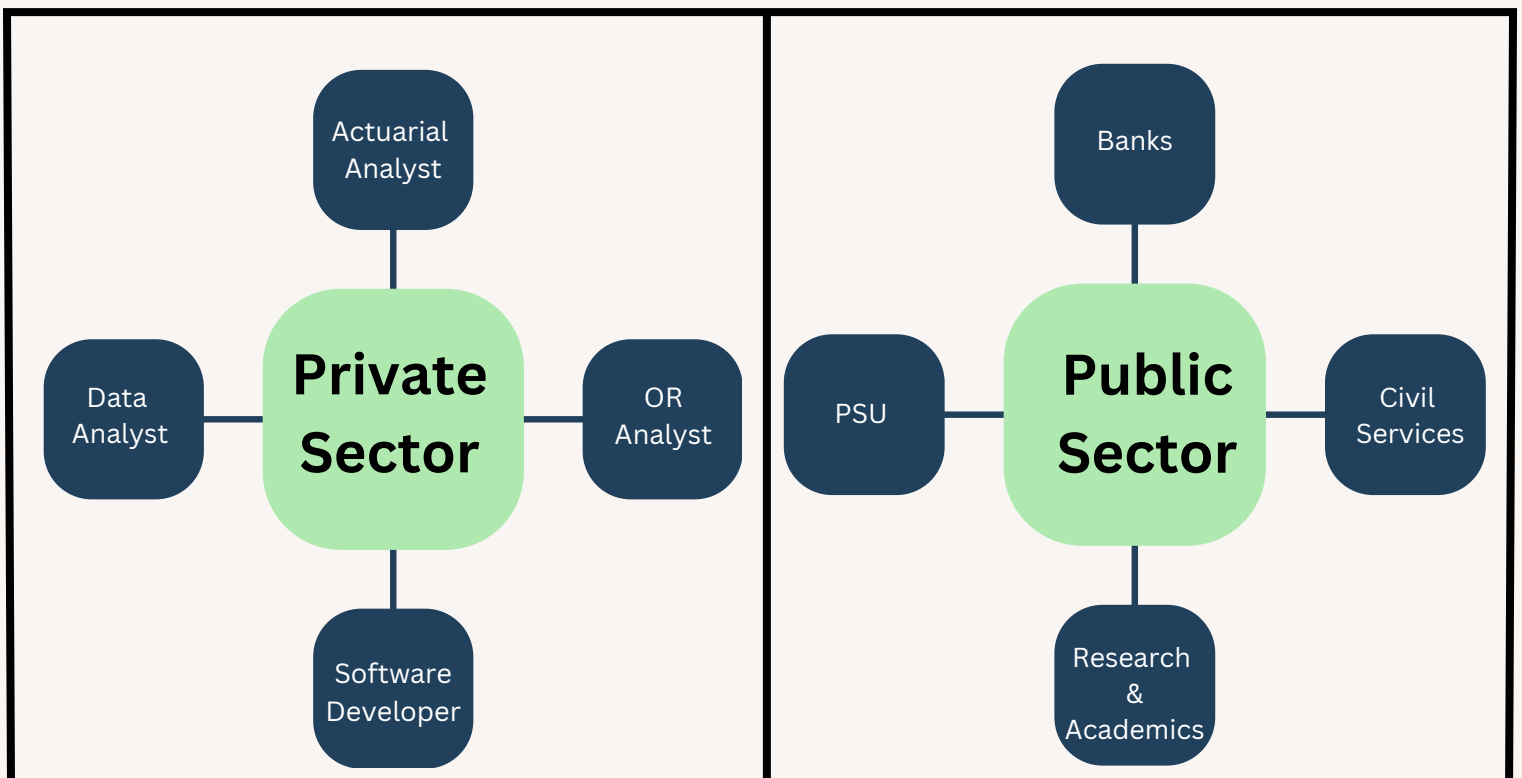 Actuarial
Analyst
Data
Analyst
Private
Sector
OR
Analyst
Software
Developer
Banks
PSU
Public
Sector
Civil
Services
Research
&
Academics